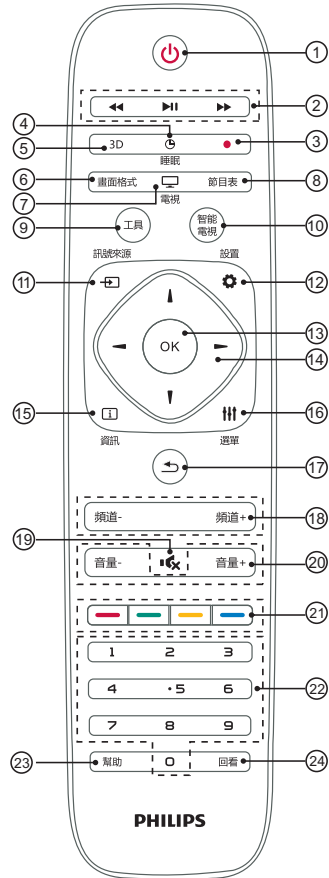 1
2
4
3
5
3D
睡眠
6
畫面格式
節目表
8
7
電視
9
工具
智能
電視
10
訊號來源
設置
11
12
OK
13
14
15
i
16
資訊
選單
17
頻道-
頻道+
18
19
音量-
音量+
20
21
1 2 3
4 5 6
22
7 8 9
23
幫助
0
回看
24
PHILIPS